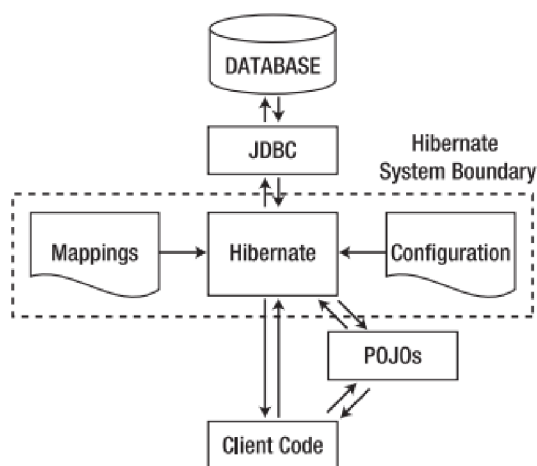 DATABASE
JDBC
Hibernate
System Boundary
Mappings
Hibernate
Configuration
POJOs
Client Code